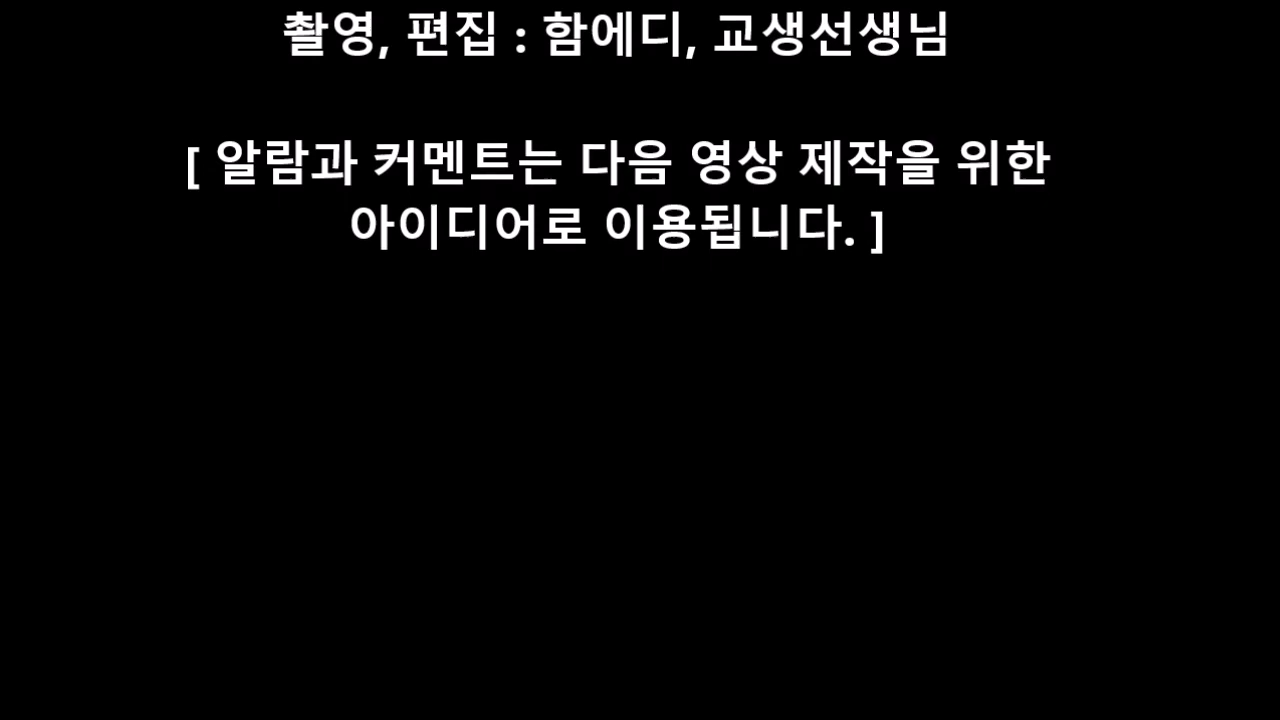 촬영, 편집 : 함에디, 교생선생님
[ 알람과 커멘트는 다음 영상 제작을 위한
아이디어로 이용됩니다. ]